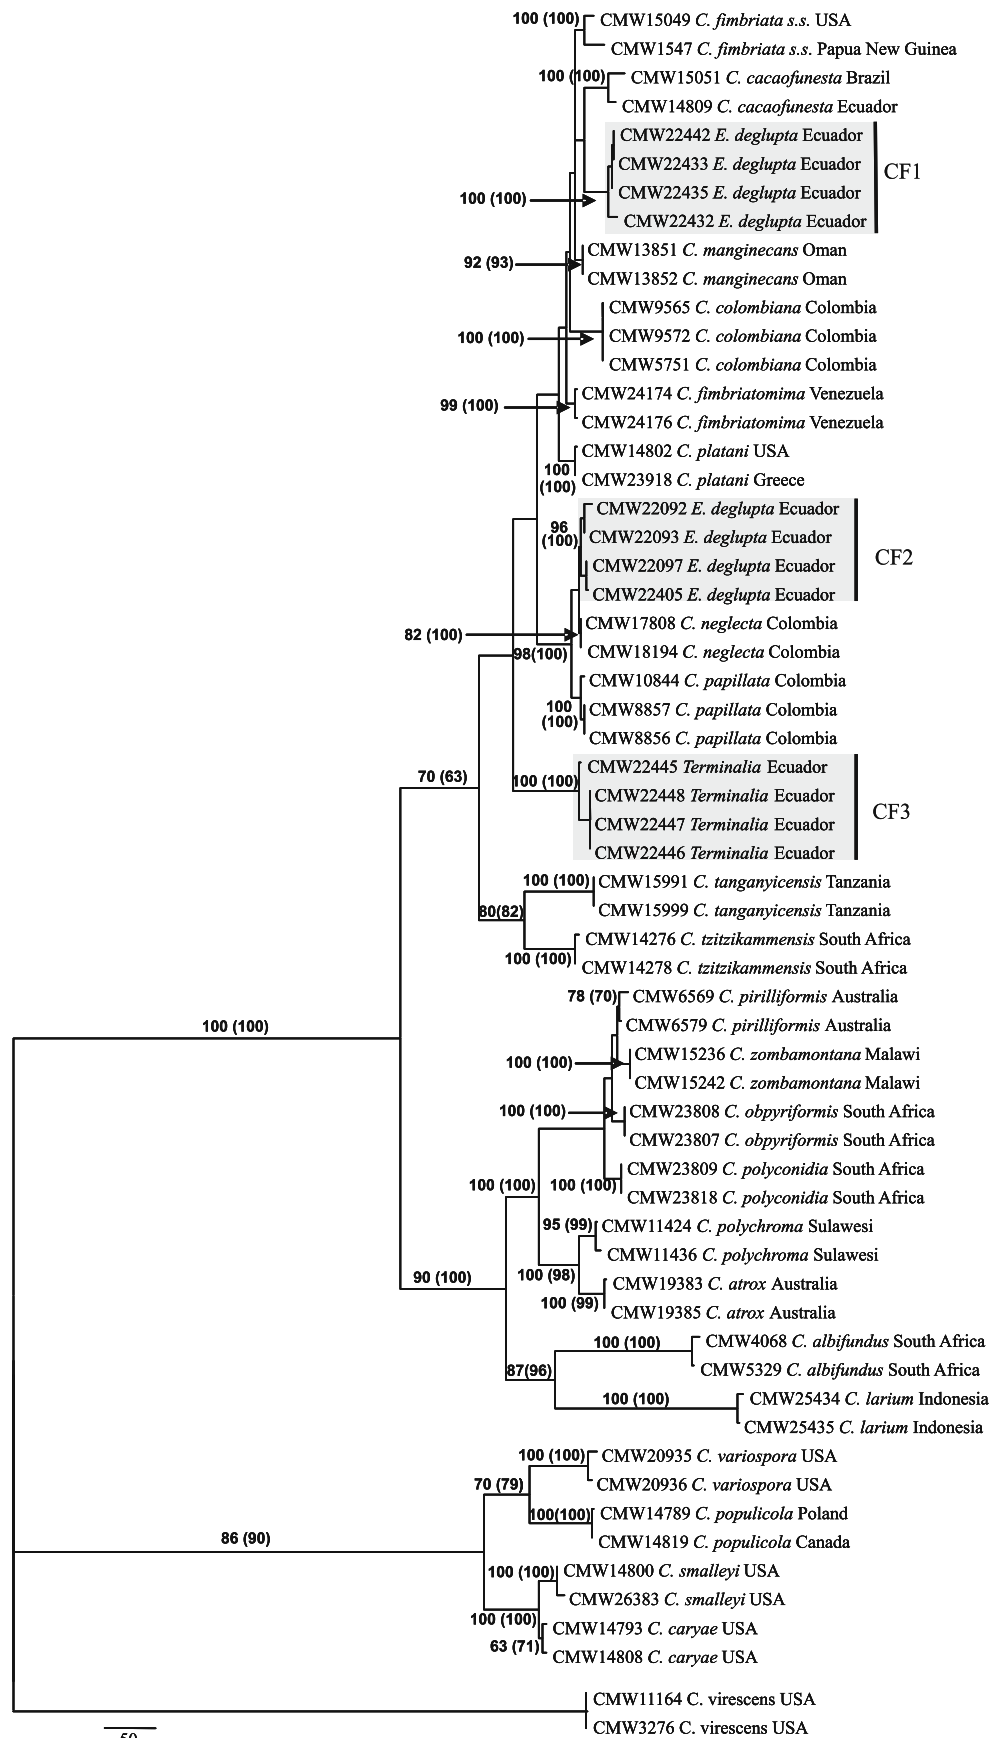 100 (100)
CMW15049 C. fimbriata s.s. USA
CMW1547 C. fimbriata s.s. Papua New Guinea
100 (100)
CMW15051 C. cacaofunesta Brazil
CMW14809 C. cacaofunesta Ecuador
CMW22442 E. deglupta Ecuador
CMW22433 E. deglupta Ecuador
CF1
CMW22435 E. deglupta Ecuador
100 (100)
CMW22432 E. deglupta Ecuador
CMW13851 C. manginecans Oman
92 (93)
CMW13852 C. manginecans Oman
CMW9565 C. colombiana Colombia
100 (100)
CMW9572 C. colombiana Colombia
CMW5751 C. colombiana Colombia
CMW24174 C. fimbriatomima Venezuela
99 (100)
CMW24176 C. fimbriatomima Venezuela
CMW14802 C. platani USA
100
(100)
CMW23918 C. platani Greece
CMW22092 E. deglupta Ecuador
96
(100)
CMW22093 E. deglupta Ecuador
CF2
CMW22097 E. deglupta Ecuador
CMW22405 E. deglupta Ecuador
CMW17808 C. neglecta Colombia
82 (100)
98(100)
CMW18194 C. neglecta Colombia
CMW10844 C. papillata Colombia
100
(100)
CMW8857 C. papillata Colombia
CMW8856 C. papillata Colombia
CMW22445 Terminalia Ecuador
70 (63)
100 (100)
CMW22448 Terminalia Ecuador
CF3
CMW22447 Terminalia Ecuador
CMW22446 Terminalia Ecuador
100 (100)
CMW15991 C. tanganyicensis Tanzania
80(82)
CMW15999 C. tanganyicensis Tanzania
CMW14276 C. tzitzikammensis South Africa
100 (100)
CMW14278 C. tzitzikammensis South Africa
78 (70)
CMW6569 C. pirilliformis Australia
100 (100)
CMW6579 C. pirilliformis Australia
CMW15236 C. zombamontana Malawi
100 (100)
CMW15242 C. zombamontana Malawi
100 (100)
CMW23808 C. obpyriformis South Africa
CMW23807 C. obpyriformis South Africa
CMW23809 C. polyconidia South Africa
100 (100)
100 (100)
CMW23818 C. polyconidia South Africa
95 (99)
CMW11424 C. polychroma Sulawesi
CMW11436 C. polychroma Sulawesi
90 (100)
100 (98)
CMW19383 C. atrox Australia
100 (99)
CMW19385 C. atrox Australia
100 (100)
CMW4068 C. albifundus South Africa
87(96)
CMW5329 C. albifundus South Africa
100 (100)
CMW25434 C. larium Indonesia
CMW25435 C. larium Indonesia
100 (100)
CMW20935 C. variospora USA
70 (79)
CMW20936 C. variospora USA
100(100)
CMW14789 C. populicola Poland
86 (90)
CMW14819 C. populicola Canada
100 (100)
CMW14800 C. smalleyi USA
CMW26383 C. smalleyi USA
100 (100)
CMW14793 C. caryae USA
63 (71)
CMW14808 C. caryae USA
CMW11164 C. virescens USA
CMW3276 C. virescens USA